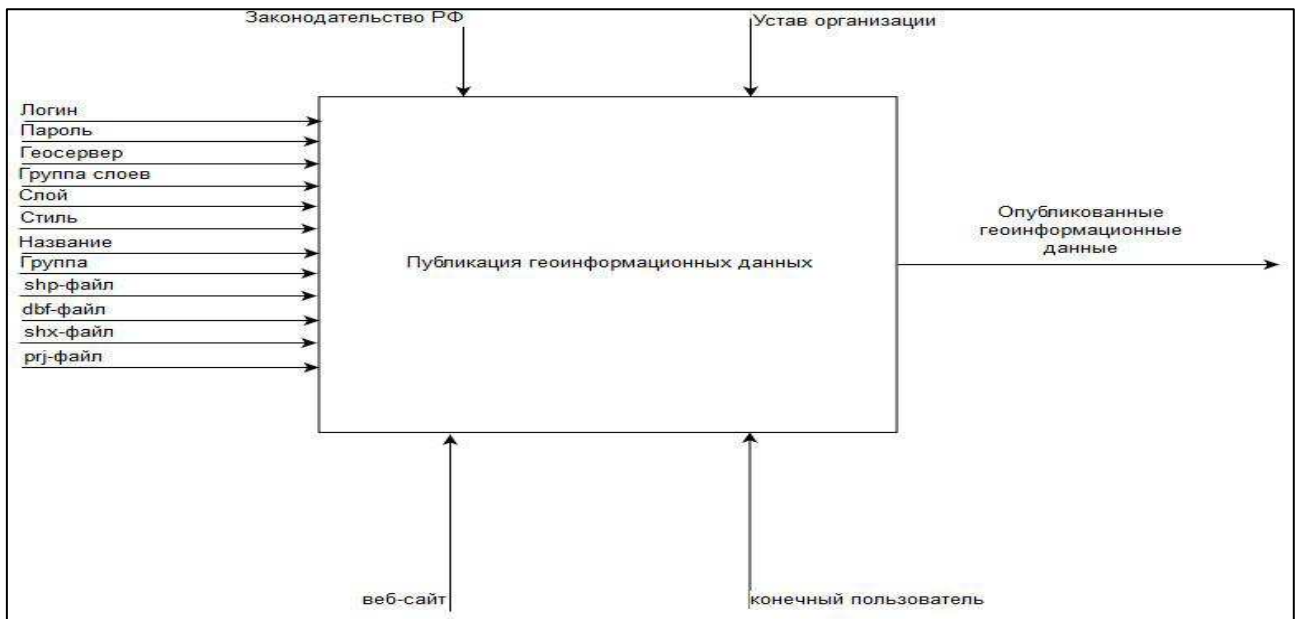 Законодательство РФ
Устав организации
Логин
Пароль
Геосервер
Группа слоев
Слой
Стиль
Название
Группа
shp-файл
dbf-файл
shx-файл
prj-файл
Публикация геоинформационных данных
Опубликованные
геоинформационные
данные
веб-сайт
конечный пользователь